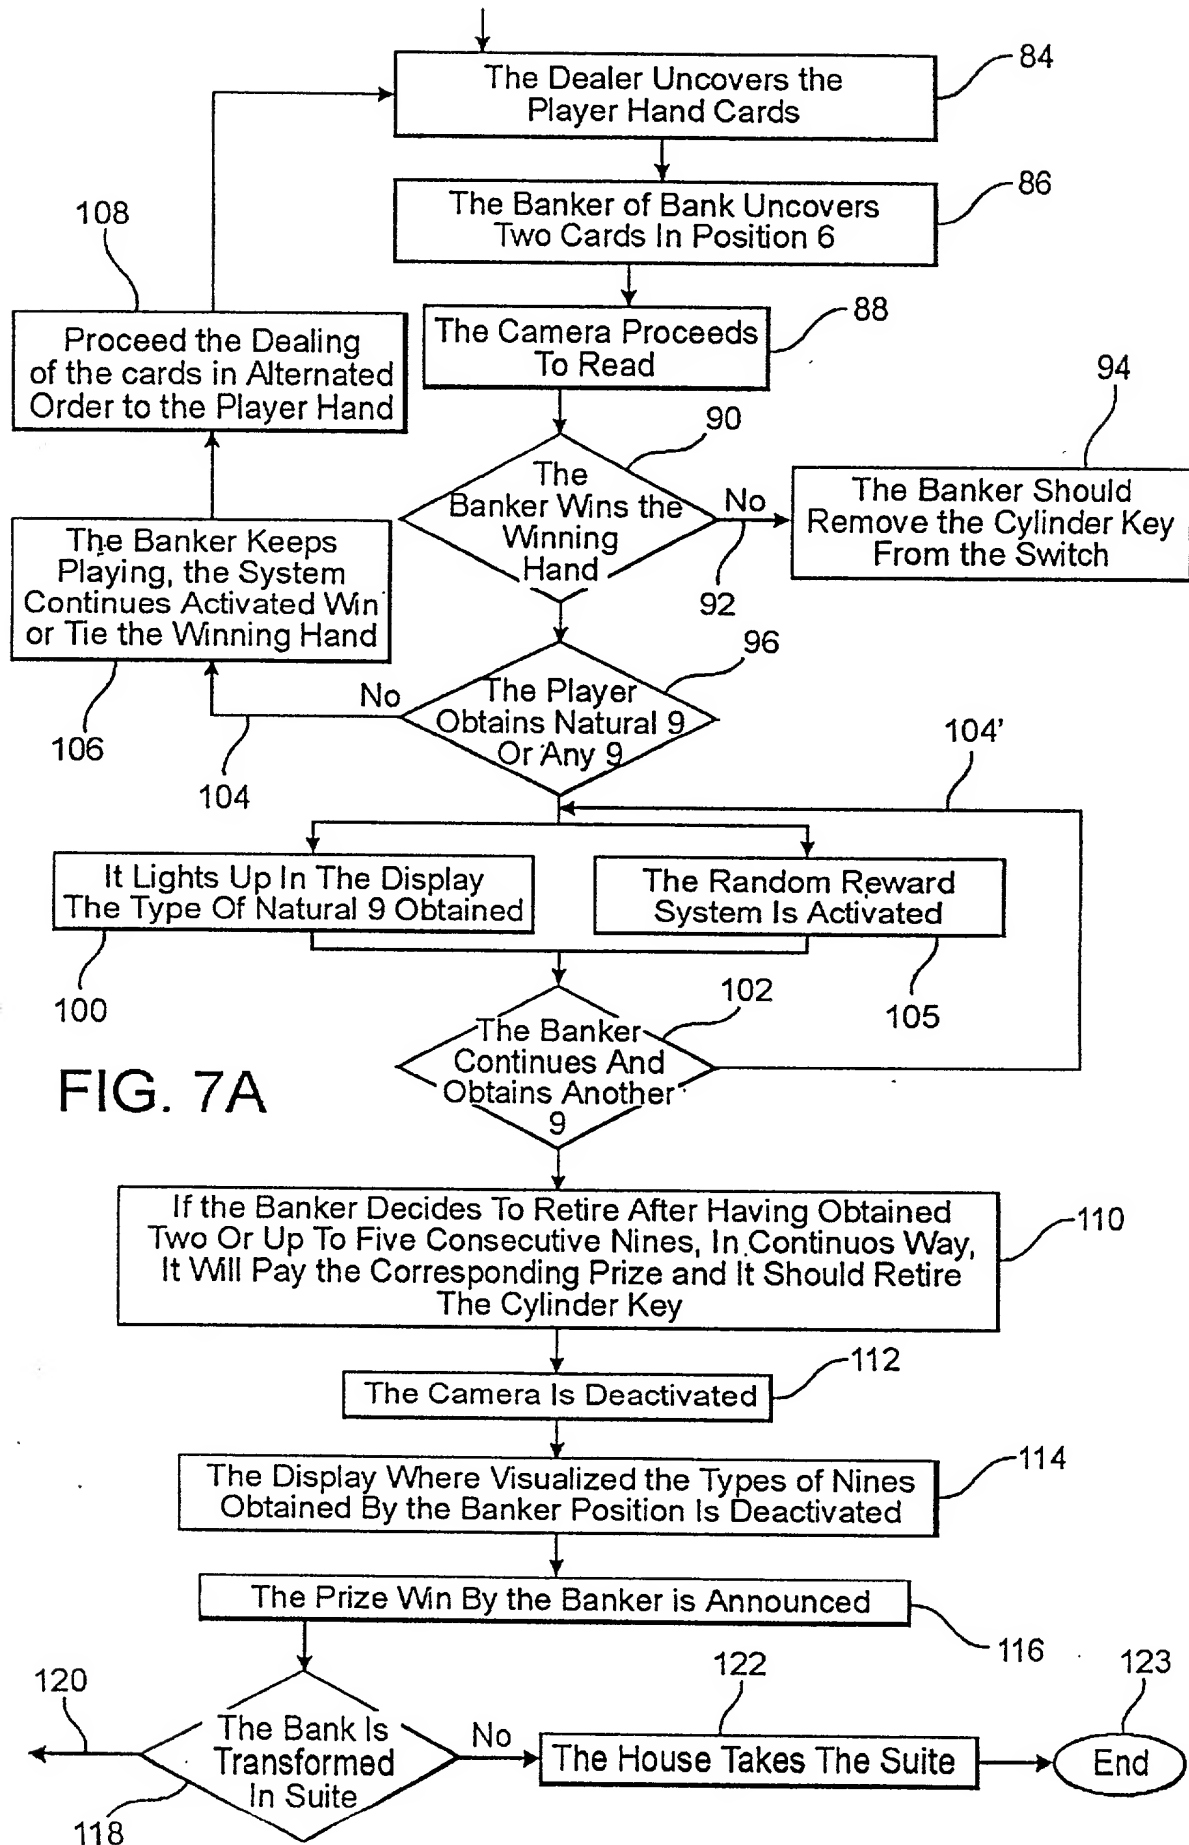 The Dealer Uncovers the
Player Hand Cards
84
The Banker of Bank Uncovers
Two Cards In Position 6
86
108
The Camera Proceeds
To Read
88
Proceed the Dealing
of the cards in Alternated
Order to the Player Hand
94
90
The
Banker Wins the
Winning
Hand
No
92
The Banker Should
Remove the Cylinder Key
From the Switch
The Banker Keeps
Playing, the System
Continues Activated Win
or Tie the Winning Hand
106
96
No
104
The Player
Obtains Natural 9
Or Any 9
104'
It Lights Up In The Display
The Type Of Natural 9 Obtained
100
The Random Reward
System Is Activated
105
102
The Banker
Continues And
Obtains Another
9
FIG. 7A
If the Banker Decides To Retire After Having Obtained
Two Or Up To Five Consecutive Nines, In Continuos Way,
It Will Pay the Corresponding Prize and It Should Retire
The Cylinder Key
110
The Camera Is Deactivated
112
The Display Where Visualized the Types of Nines
Obtained By the Banker Position Is Deactivated
114
The Prize Win By the Banker is Announced
116
120
The Bank Is
Transformed
In Suite
118
No
122
The House Takes The Suite
123
End